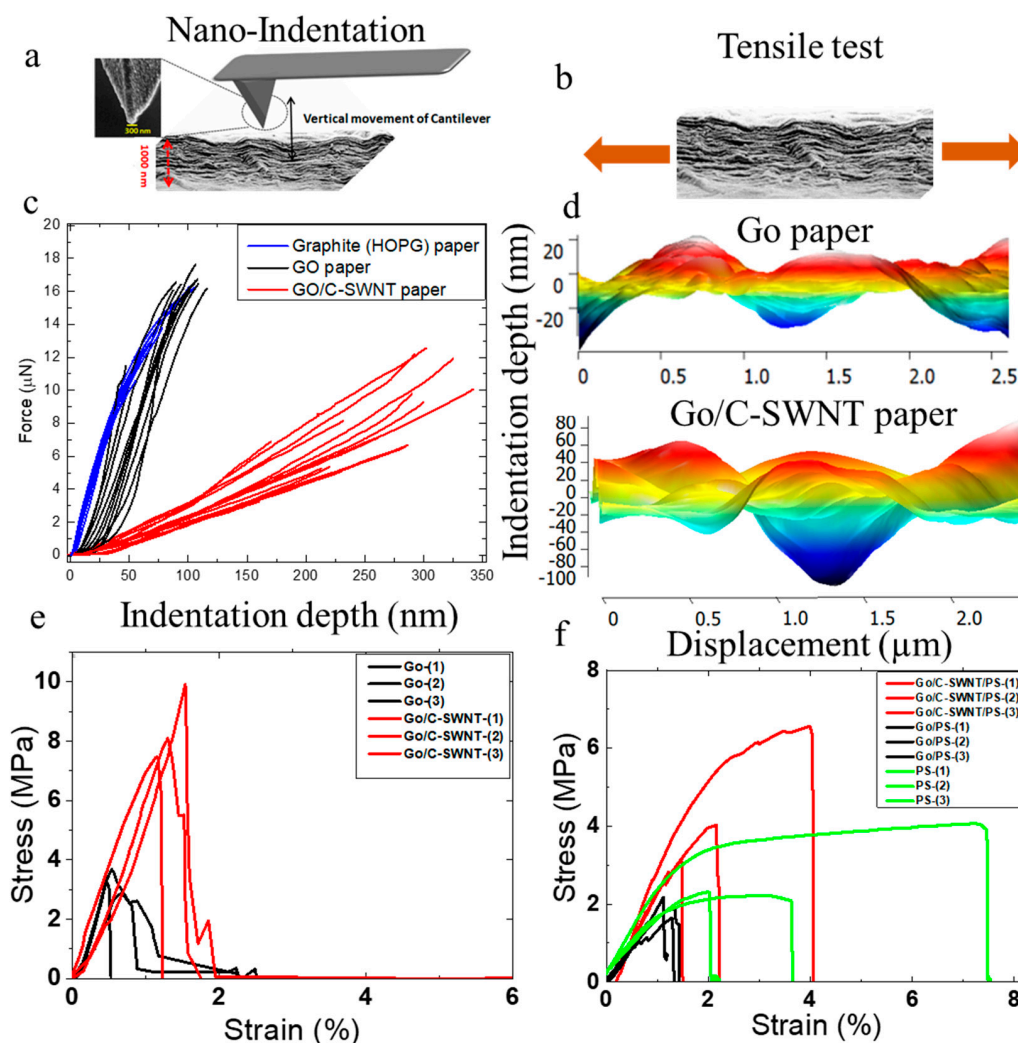 Nano-Indentation
Tensile test
a
b
300 nm
Vertical movement of Cantilever
1000 nm
c
20
18
16
14
12
10
8
6
4
2
0
Force (μN)
Graphite (HOPG) paper
GO paper
GO/C-SWNT paper
0
50
100
150
200
250
300
350
Indentation depth (nm)
d
Go paper
Indentation depth (nm)
20
0
-20
0
0.5
1.0
1.5
2.0
2.5
Go/C-SWNT paper
80
60
40
20
0
-20
-40
-60
-80
-100
0
0.5
1.0
1.5
2.0
Displacement (μm)
e
Go-(1)
Go-(2)
Go-(3)
Go/C-SWNT-(1)
Go/C-SWNT-(2)
Go/C-SWNT-(3)
Stress (MPa)
10
8
6
4
2
0
0
2
4
6
Strain (%)
f
Go/C-SWNT/PS-(1)
Go/C-SWNT/PS-(2)
Go/C-SWNT/PS-(3)
Go/PS-(1)
Go/PS-(2)
Go/PS-(3)
PS-(1)
PS-(2)
PS-(3)
Stress (MPa)
8
6
4
2
0
0
2
4
6
8
Strain (%)